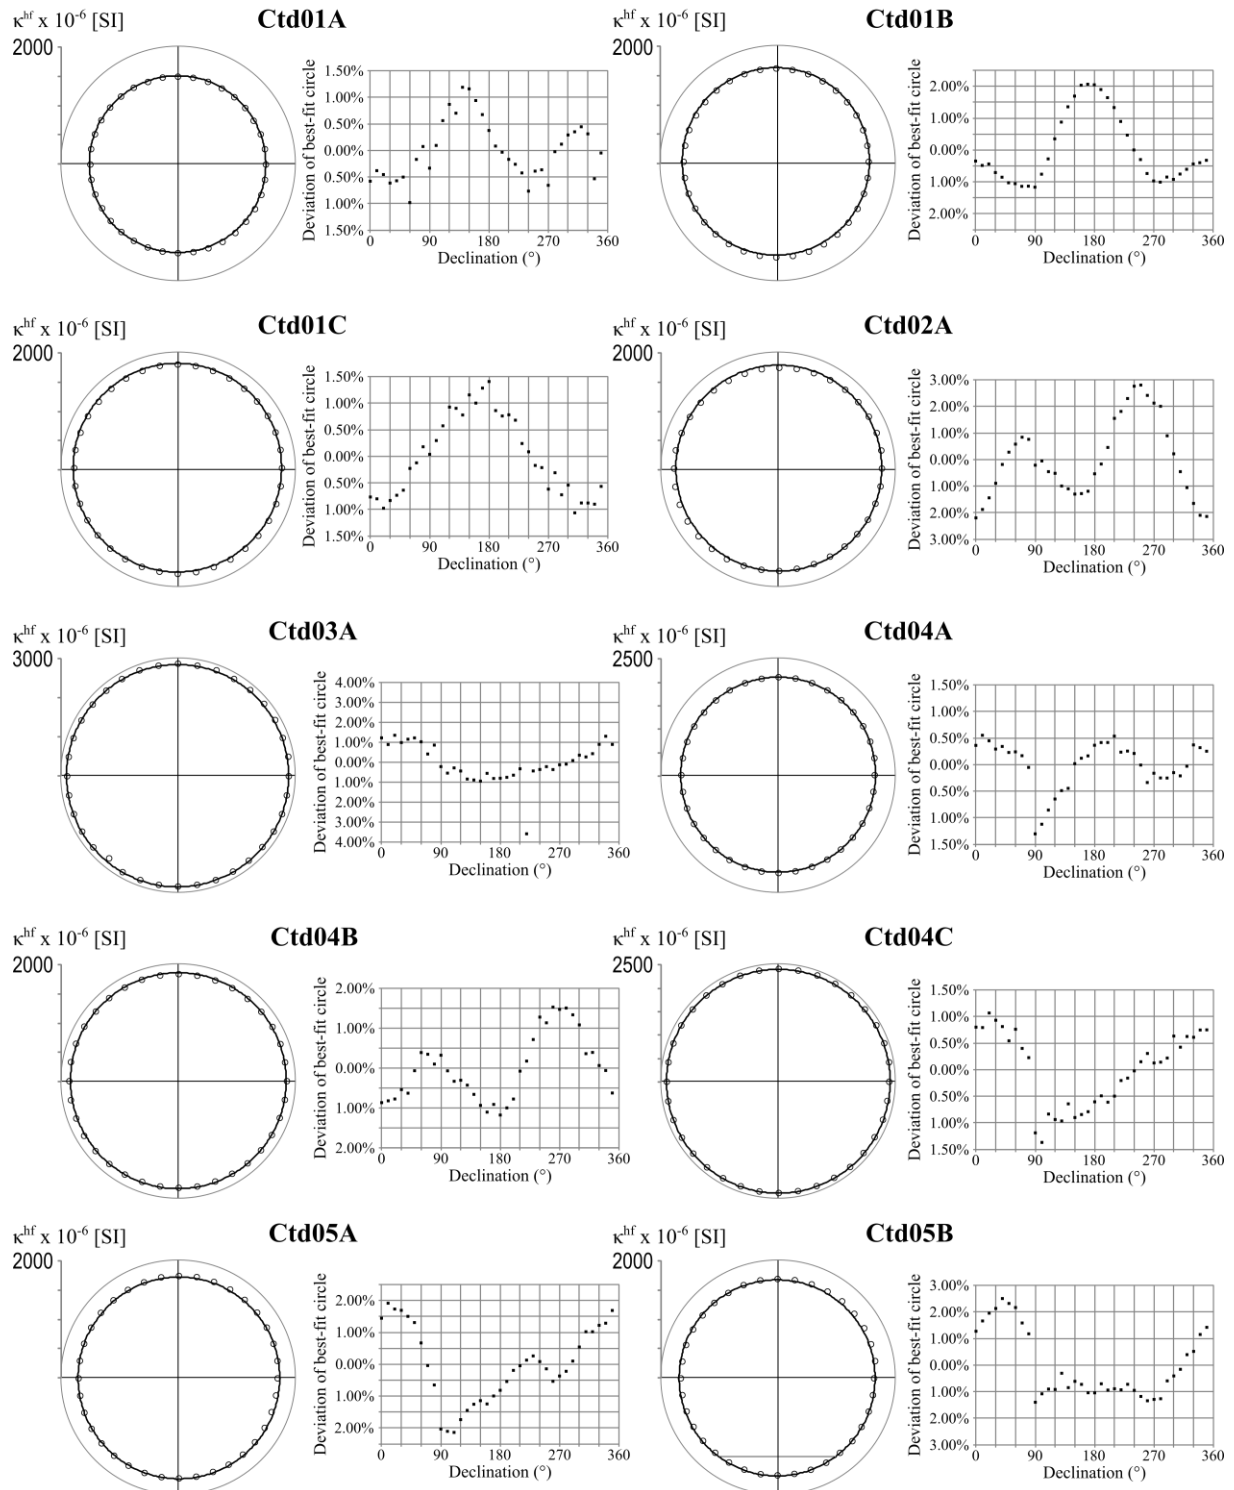 κʰᶠ x 10⁻⁶ [SI] Ctd01A
2000
Deviation of best-fit circle
1.50%
1.00%
0.50%
0.00%
0.50%
1.00%
1.50%
0 90 180 270 360
Declination (°)
κʰᶠ x 10⁻⁶ [SI] Ctd01B
2000
Deviation of best-fit circle
2.00%
1.00%
0.00%
1.00%
2.00%
0 90 180 270 360
Declination (°)
κʰᶠ x 10⁻⁶ [SI] Ctd01C
2000
Deviation of best-fit circle
1.50%
1.00%
0.50%
0.00%
0.50%
1.00%
1.50%
0 90 180 270 360
Declination (°)
κʰᶠ x 10⁻⁶ [SI] Ctd02A
2000
Deviation of best-fit circle
3.00%
2.00%
1.00%
0.00%
1.00%
2.00%
3.00%
0 90 180 270 360
Declination (°)
κʰᶠ x 10⁻⁶ [SI] Ctd03A
3000
Deviation of best-fit circle
4.00%
3.00%
2.00%
1.00%
0.00%
1.00%
2.00%
3.00%
4.00%
0 90 180 270 360
Declination (°)
κʰᶠ x 10⁻⁶ [SI] Ctd04A
2500
Deviation of best-fit circle
1.50%
1.00%
0.50%
0.00%
0.50%
1.00%
1.50%
0 90 180 270 360
Declination (°)
κʰᶠ x 10⁻⁶ [SI] Ctd04B
2000
Deviation of best-fit circle
2.00%
1.00%
0.00%
1.00%
2.00%
0 90 180 270 360
Declination (°)
κʰᶠ x 10⁻⁶ [SI] Ctd04C
2500
Deviation of best-fit circle
1.50%
1.00%
0.50%
0.00%
0.50%
1.00%
1.50%
0 90 180 270 360
Declination (°)
κʰᶠ x 10⁻⁶ [SI] Ctd05A
2000
Deviation of best-fit circle
2.00%
1.00%
0.00%
1.00%
2.00%
0 90 180 270 360
Declination (°)
κʰᶠ x 10⁻⁶ [SI] Ctd05B
2000
Deviation of best-fit circle
3.00%
2.00%
1.00%
0.00%
1.00%
2.00%
3.00%
0 90 180 270 360
Declination (°)